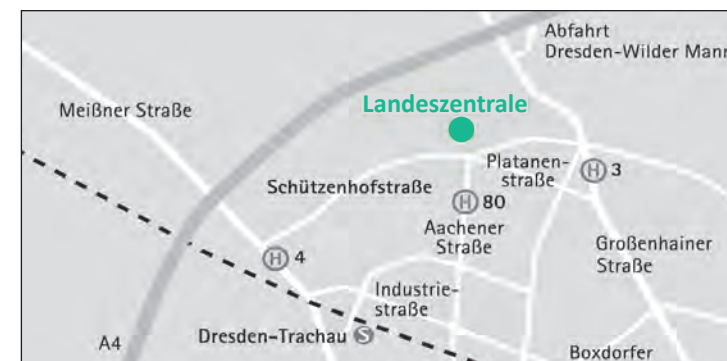 Abfahrt
Dresden-Wilder Mann
Landeszentrale
Meißner Straße
Platanen-
straße
H 3
Schützenhofstraße
H 80
Aachener
Straße
Großenhainer
Straße
H 4
Industrie-
straße
Dresden-Trachau S
A4
Boxdorfer